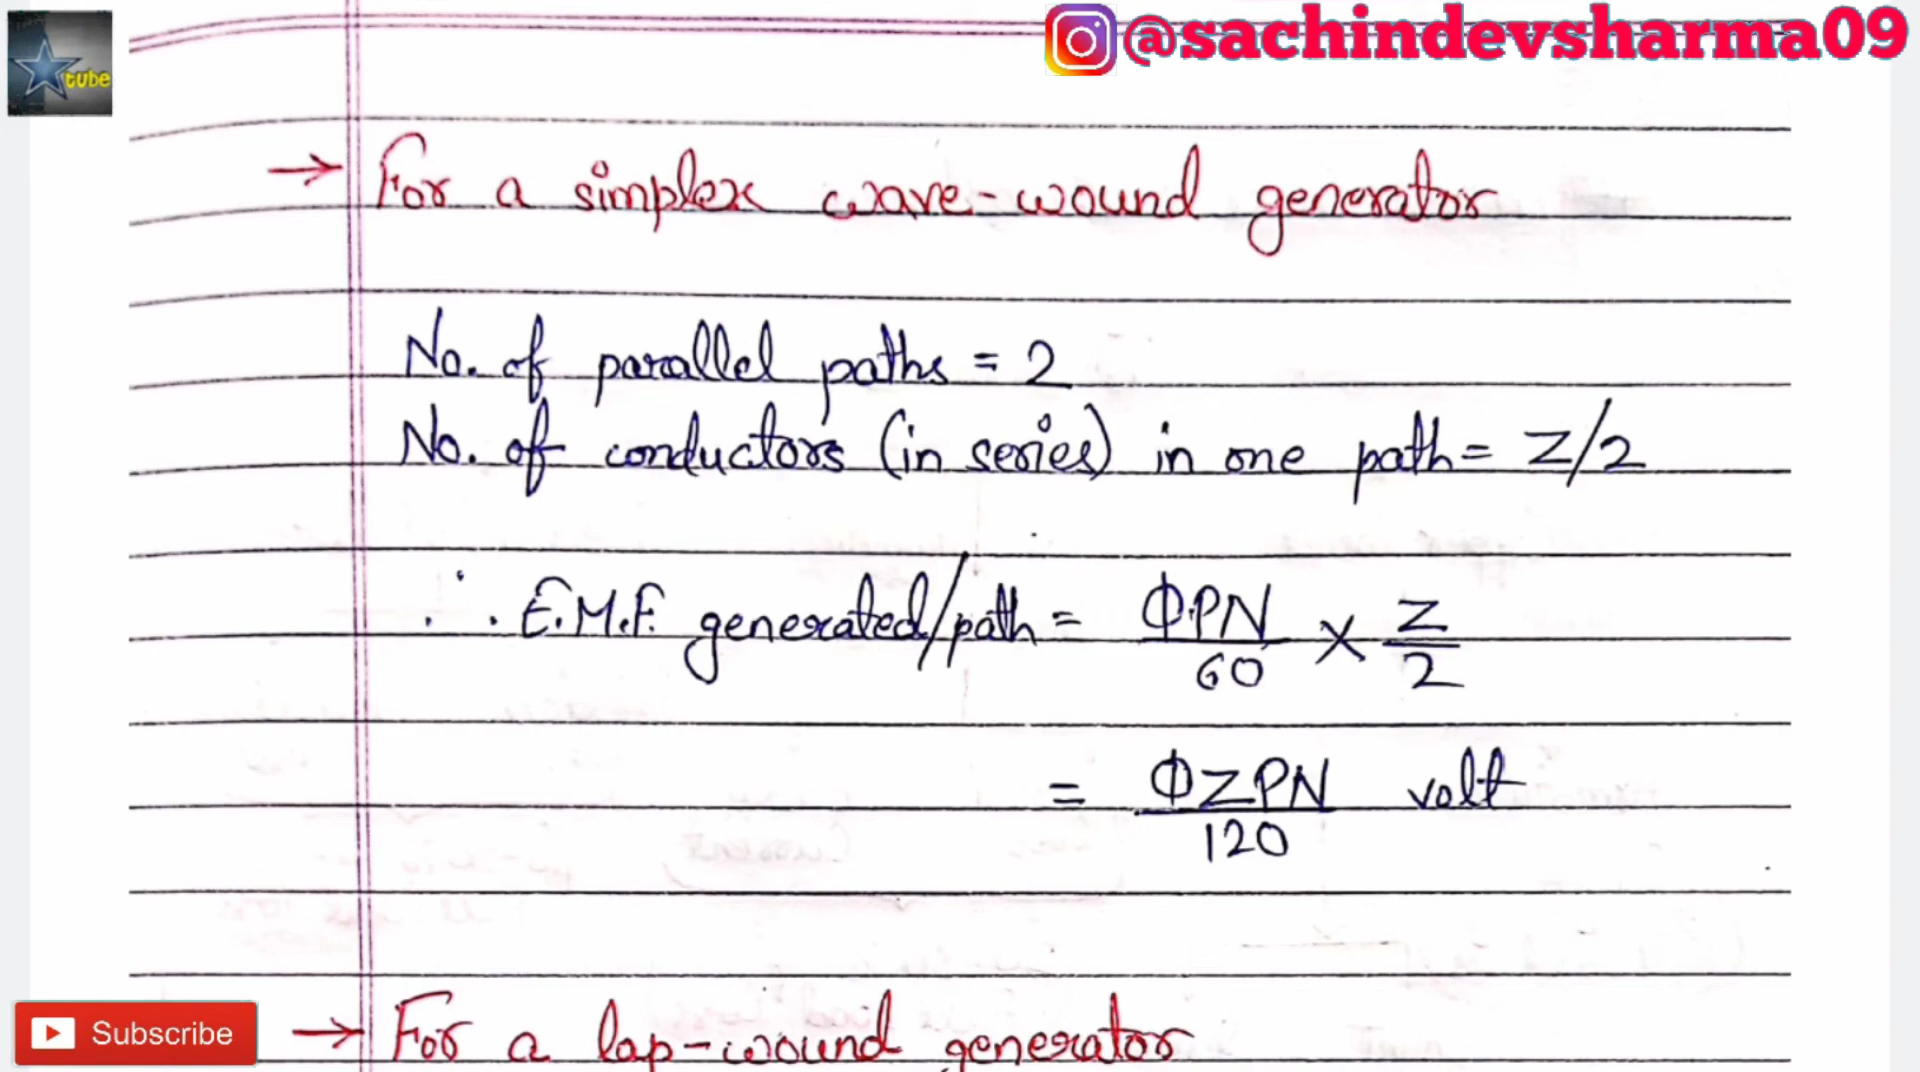 tube
@sachindevsharma09
→ For a simplex wave-wound generator
No. of parallel paths = 2
No. of conductors (in series) in one path = Z/2
∴ E.M.F. generated/path = ΦPN/60 × Z/2
= ΦZPN/120 volt
Subscribe
→ For a lap-wound generator